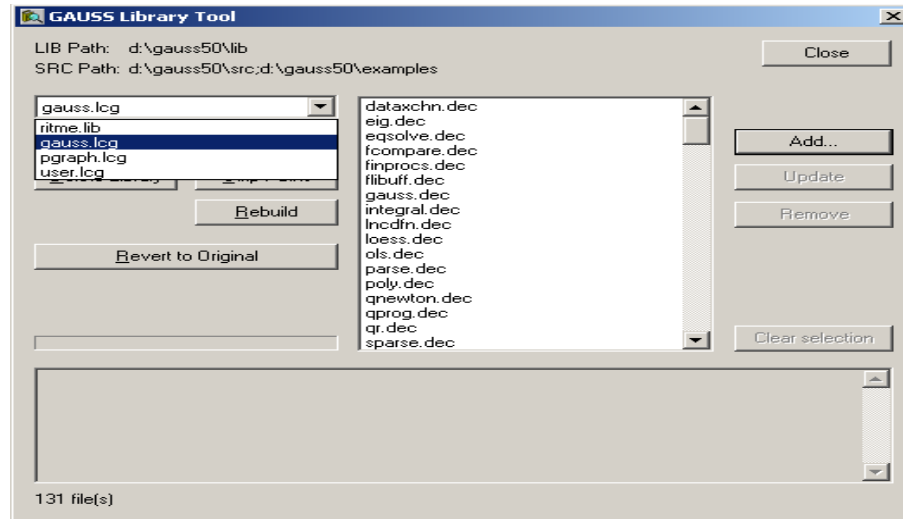 GAUSS Library Tool
LIB Path: d:\gauss50\lib
SRC Path: d:\gauss50\src;d:\gauss50\examples
Close
gauss.lcg
ritme.lib
gauss.lcg
pgraph.lcg
user.lcg
Rebuild
Revert to Original
dataxchn.dec
eig.dec
eqsolve.dec
fcompare.dec
finprocs.dec
flibuff.dec
gauss.dec
integral.dec
lncdfn.dec
loess.dec
ols.dec
parse.dec
poly.dec
qnewton.dec
qprog.dec
qr.dec
sparse.dec
Add...
Update
Remove
Clear selection
131 file(s)